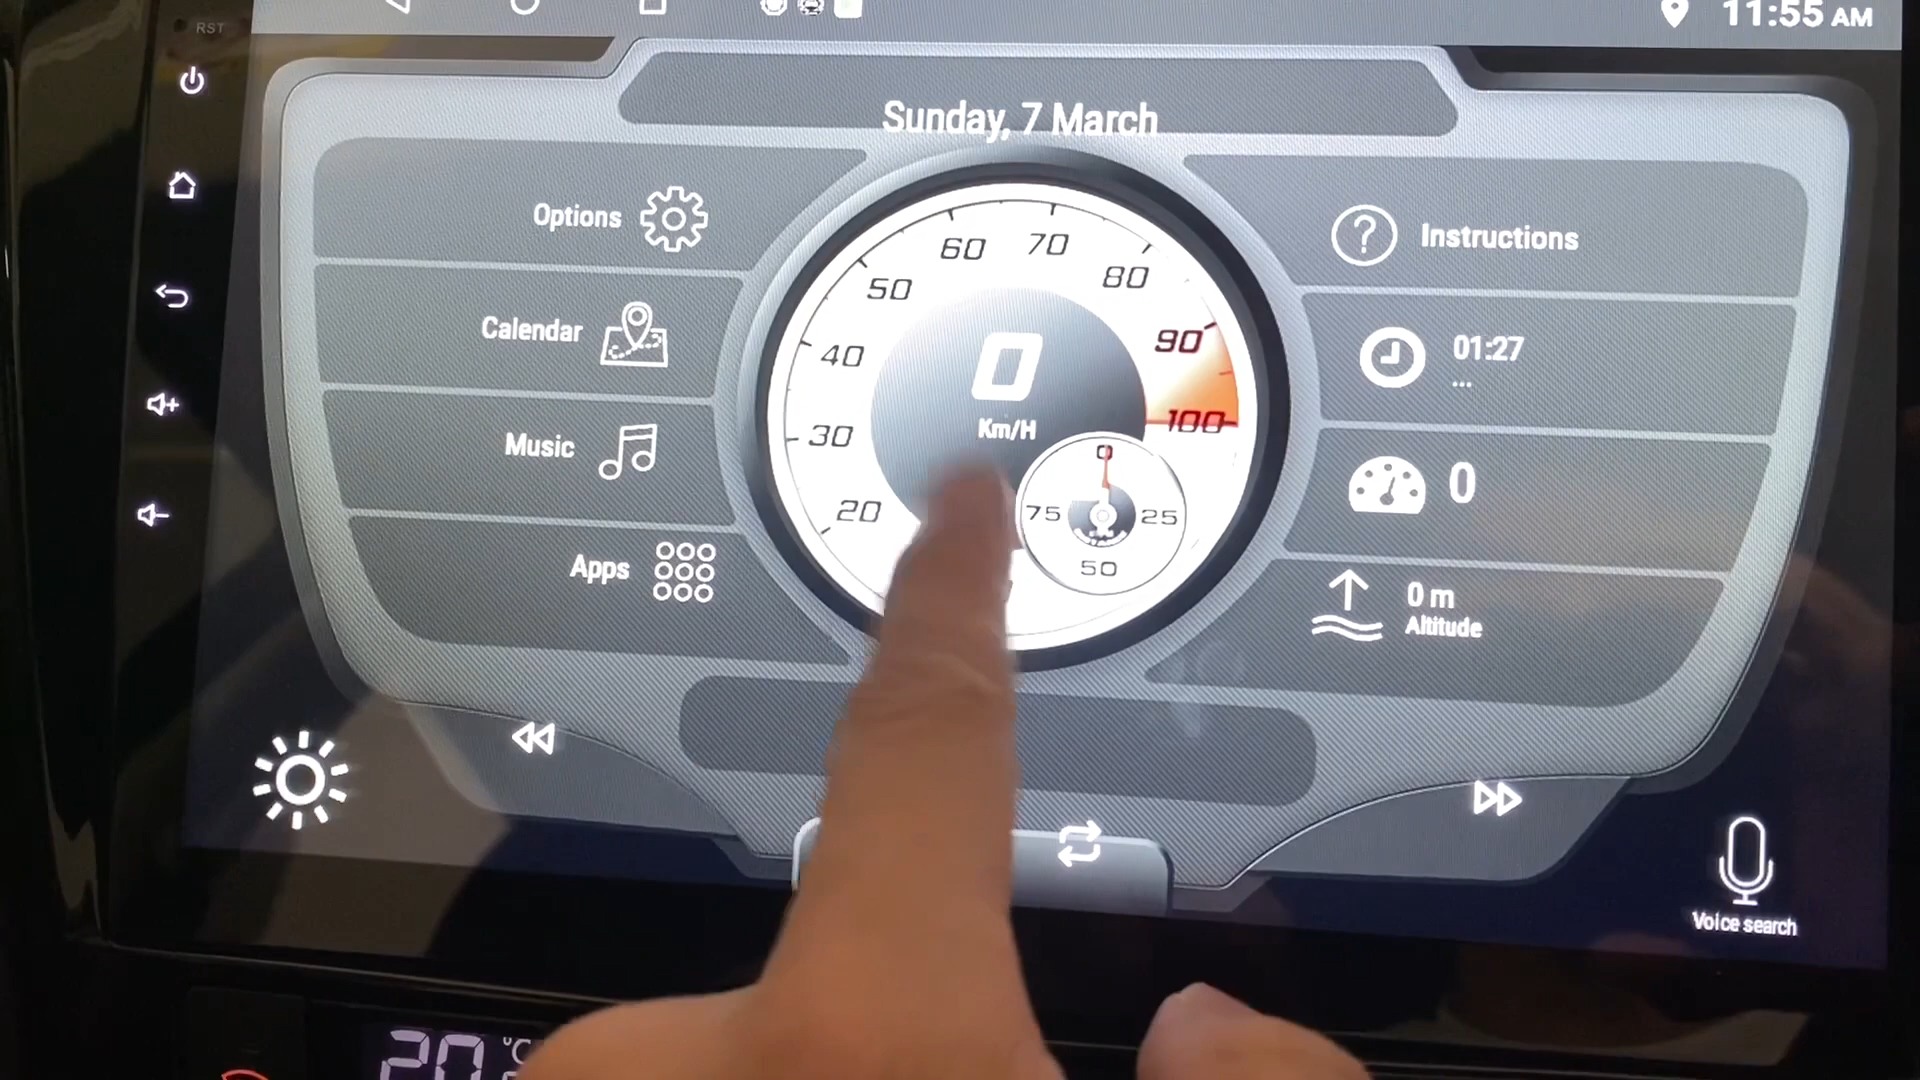 RST
11:55 AM
Sunday, 7 March
Options
Calendar
Music
Apps
60
70
50
80
40
90
30
100
20
0
Km/H
0
75
25
50
Instructions
01:27
...
0
0 m
Altitude
Voice search
20 °C